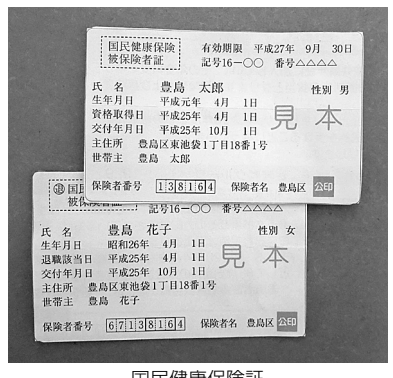 国民健康保険
被保険者証
有効期限 平成27年 9月 30日
記号16-○○ 番号△△△△
氏名 豊島 太郎 性別 男
生年月日 平成元年 4月 1日
資格取得日 平成25年 4月 1日
交付年月日 平成25年 10月 1日
見本
主住所 豊島区東池袋1丁目18番1号
世帯主 豊島 太郎
保険者番号 138164 保険者名 豊島区 公印
退 国
被保険者証
記号16-○○ 番号△△△△
氏名 豊島 花子 性別 女
生年月日 昭和26年 4月 1日
退職該当日 平成25年 4月 1日
交付年月日 平成25年 10月 1日
見本
主住所 豊島区東池袋1丁目18番1号
世帯主 豊島 花子
保険者番号 67138164 保険者名 豊島区 公印
国民健康保険証